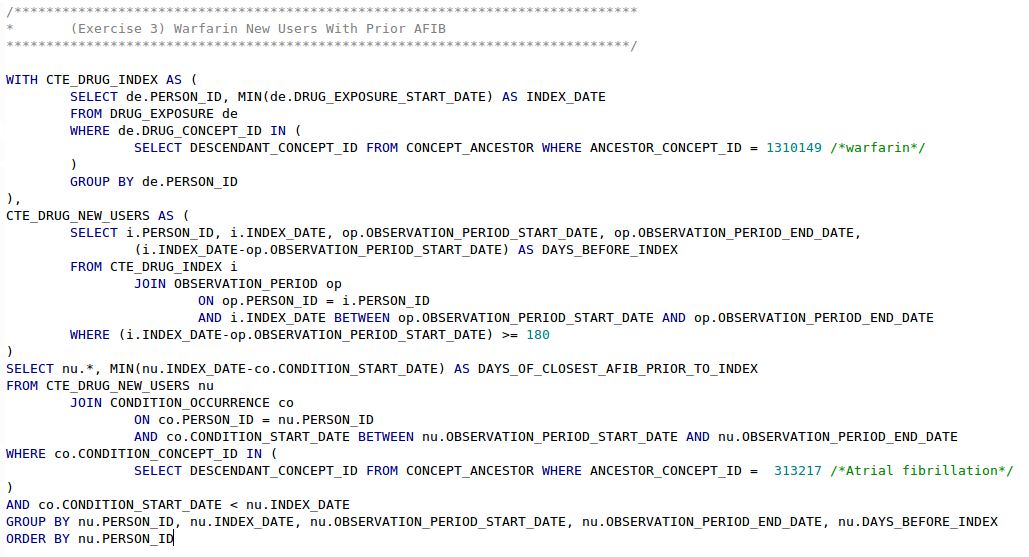 /******************************************************************************
*	(Exercise 3) Warfarin New Users With Prior AFIB
******************************************************************************/
WITH CTE_DRUG_INDEX AS (
	SELECT de.PERSON_ID, MIN(de.DRUG_EXPOSURE_START_DATE) AS INDEX_DATE
	FROM DRUG_EXPOSURE de
	WHERE de.DRUG_CONCEPT_ID IN (
		SELECT DESCENDANT_CONCEPT_ID FROM CONCEPT_ANCESTOR WHERE ANCESTOR_CONCEPT_ID = 1310149 /*warfarin*/
	)
	GROUP BY de.PERSON_ID
),
CTE_DRUG_NEW_USERS AS (
	SELECT i.PERSON_ID, i.INDEX_DATE, op.OBSERVATION_PERIOD_START_DATE, op.OBSERVATION_PERIOD_END_DATE,
		(i.INDEX_DATE-op.OBSERVATION_PERIOD_START_DATE) AS DAYS_BEFORE_INDEX
	FROM CTE_DRUG_INDEX i
		JOIN OBSERVATION_PERIOD op
			ON op.PERSON_ID = i.PERSON_ID
			AND i.INDEX_DATE BETWEEN op.OBSERVATION_PERIOD_START_DATE AND op.OBSERVATION_PERIOD_END_DATE
	WHERE (i.INDEX_DATE-op.OBSERVATION_PERIOD_START_DATE) >= 180
)
SELECT nu.*, MIN(nu.INDEX_DATE-co.CONDITION_START_DATE) AS DAYS_OF_CLOSEST_AFIB_PRIOR_TO_INDEX
FROM CTE_DRUG_NEW_USERS nu
	JOIN CONDITION_OCCURRENCE co
		ON co.PERSON_ID = nu.PERSON_ID
		AND co.CONDITION_START_DATE BETWEEN nu.OBSERVATION_PERIOD_START_DATE AND nu.OBSERVATION_PERIOD_END_DATE
WHERE co.CONDITION_CONCEPT_ID IN (
		SELECT DESCENDANT_CONCEPT_ID FROM CONCEPT_ANCESTOR WHERE ANCESTOR_CONCEPT_ID =  313217 /*Atrial fibrillation*/
)
AND co.CONDITION_START_DATE < nu.INDEX_DATE
GROUP BY nu.PERSON_ID, nu.INDEX_DATE, nu.OBSERVATION_PERIOD_START_DATE, nu.OBSERVATION_PERIOD_END_DATE, nu.DAYS_BEFORE_INDEX
ORDER BY nu.PERSON_ID